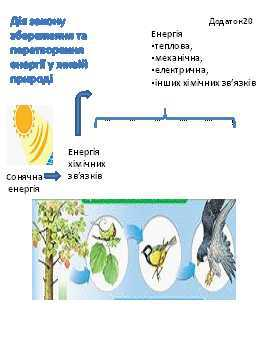 Дія закону
збереження та
перетворення
енергії у живій
природі
Додаток20
Енергія
•теплова,
•механічна,
•електрична,
•інших хімічних зв'язків
Сонячна
енергія
Енергія
хімічних
зв'язків